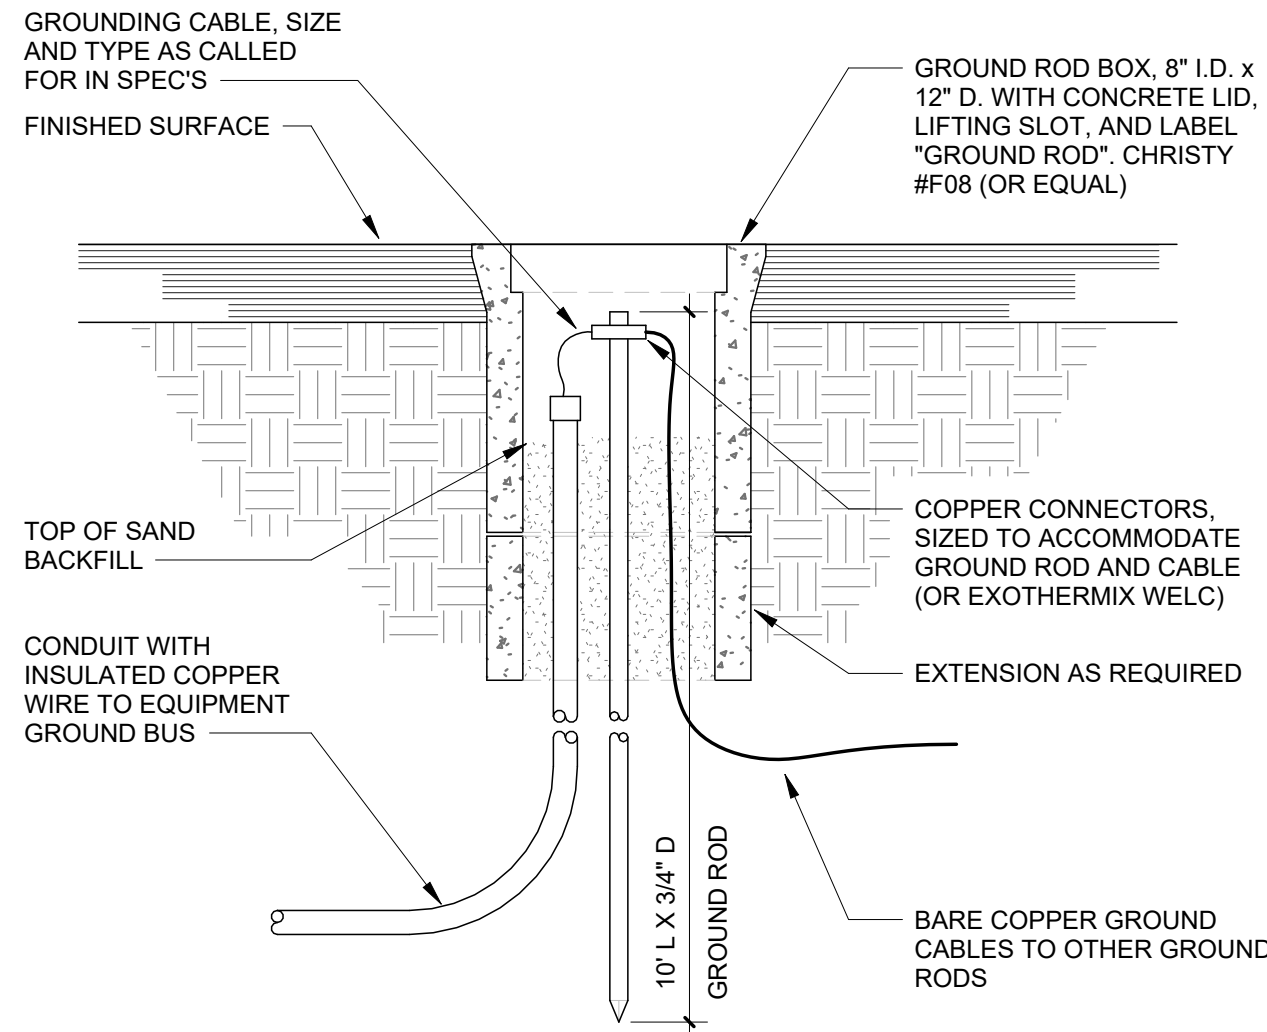 GROUNDING CABLE, SIZE
AND TYPE AS CALLED
FOR IN SPEC'S
FINISHED SURFACE
GROUND ROD BOX, 8" I.D. x
12" D. WITH CONCRETE LID,
LIFTING SLOT, AND LABEL
"GROUND ROD". CHRISTY
#F08 (OR EQUAL)
TOP OF SAND
BACKFILL
COPPER CONNECTORS,
SIZED TO ACCOMMODATE
GROUND ROD AND CABLE
(OR EXOTHERMIX WELC)
CONDUIT WITH
INSULATED COPPER
WIRE TO EQUIPMENT
GROUND BUS
EXTENSION AS REQUIRED
10' L X 3/4" D
GROUND ROD
BARE COPPER GROUND
CABLES TO OTHER GROUND
RODS